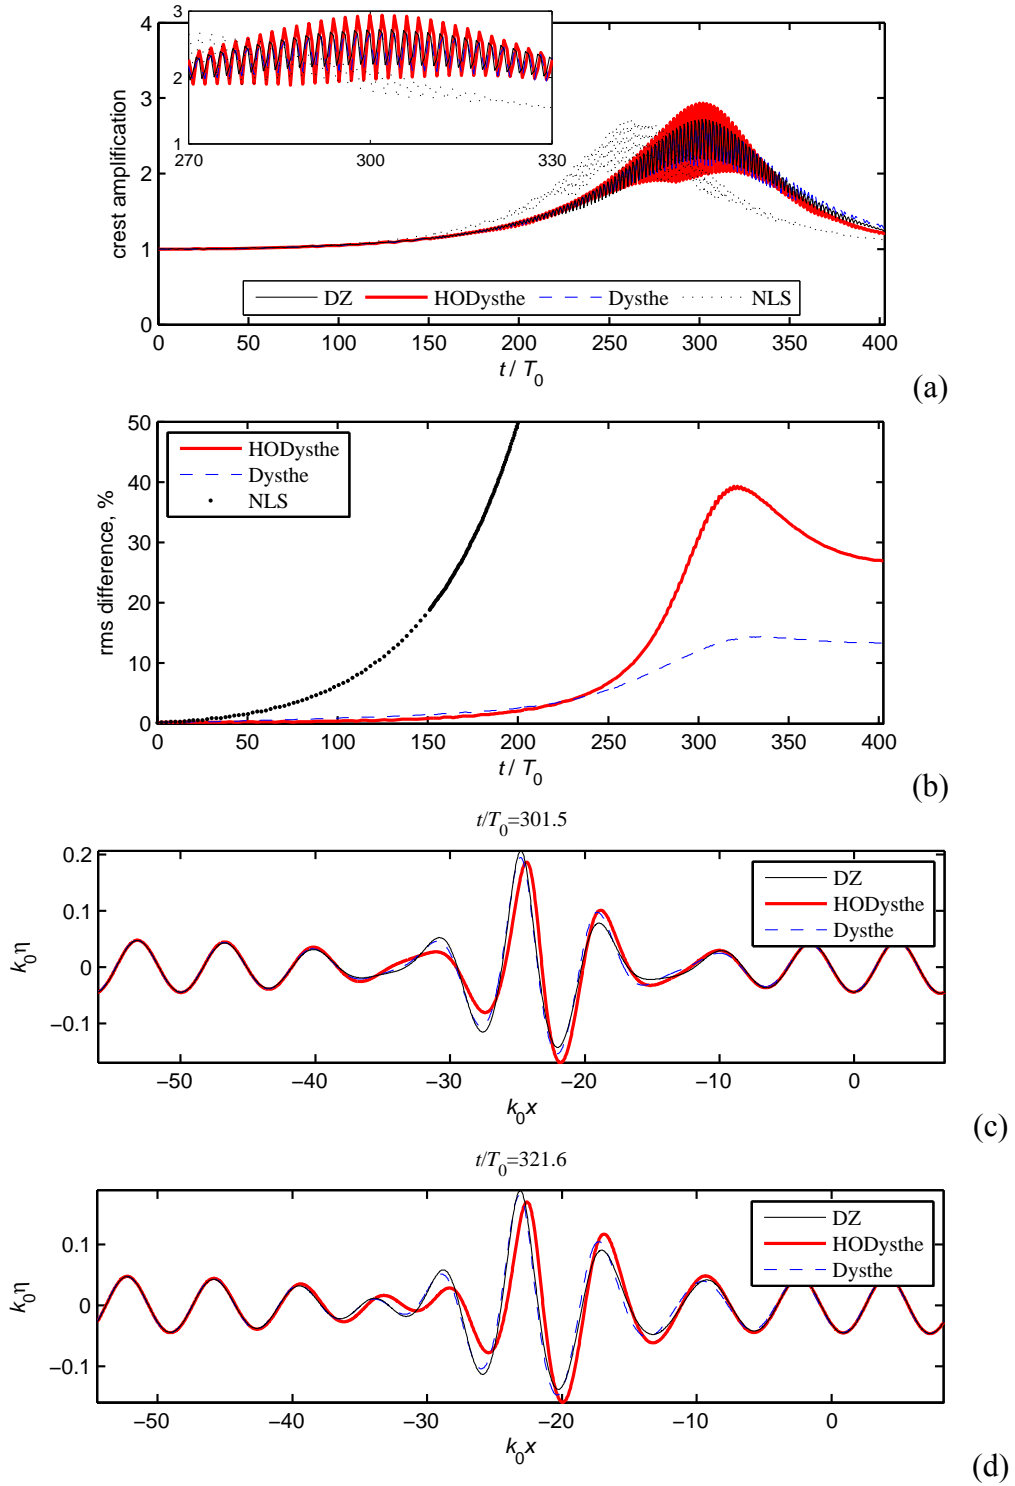 3
2
1
270 300 330
4
3
2
1
0
crest amplification
DZ HODysthe Dysthe NLS
0 50 100 150 200 250 300 350 400
t / T0
(a)
50
40
30
20
10
0
rms difference, %
HODysthe
Dysthe
NLS
0 50 100 150 200 250 300 350 400
t / T0
(b)
t/T0=301.5
0.2
0.1
0
−0.1
k0η
DZ
HODysthe
Dysthe
−50 −40 −30 −20 −10 0
k0x
(c)
t/T0=321.6
0.1
0
−0.1
k0η
DZ
HODysthe
Dysthe
−50 −40 −30 −20 −10 0
k0x
(d)